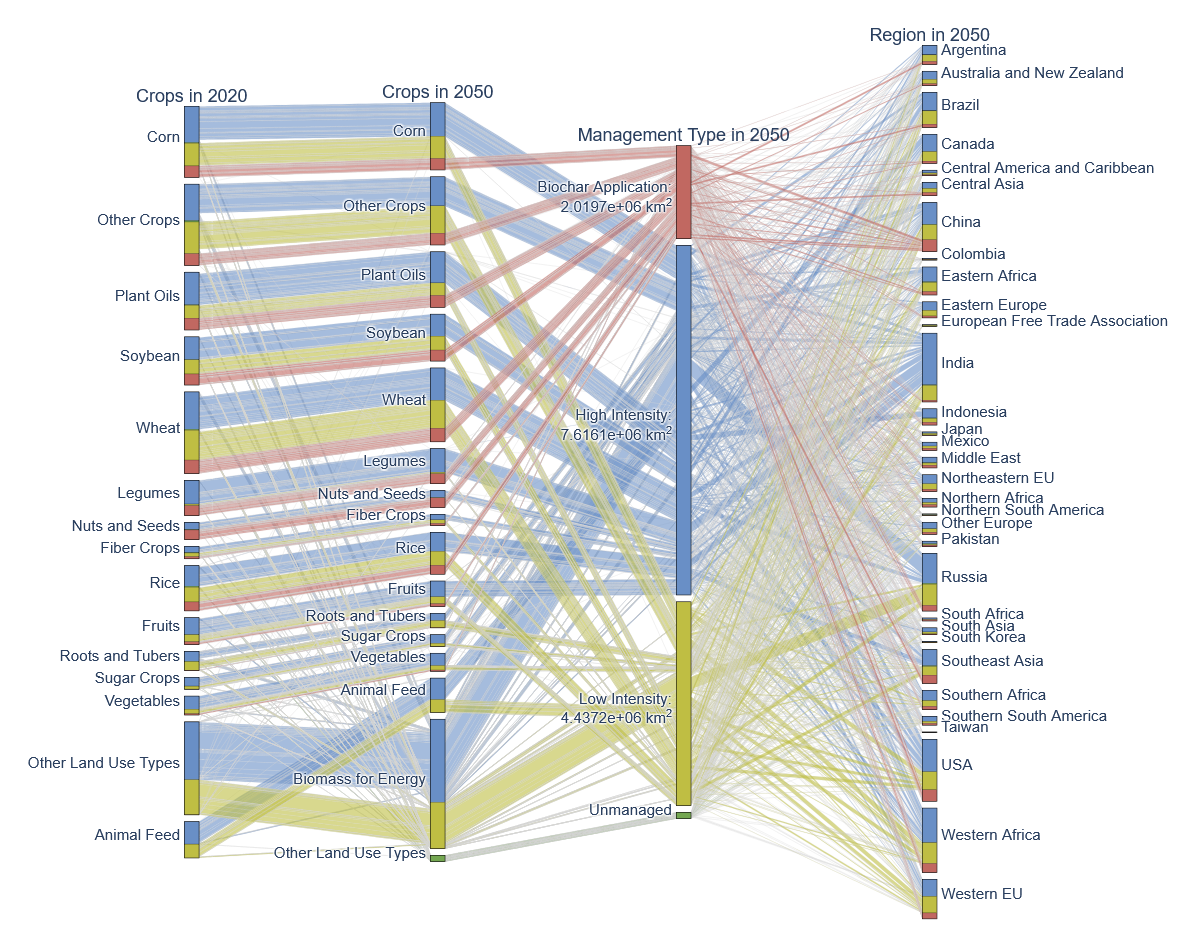 Crops in 2020
Corn
Other Crops
Plant Oils
Soybean
Wheat
Legumes
Nuts and Seeds
Fiber Crops
Rice
Fruits
Roots and Tubers
Sugar Crops
Vegetables
Other Land Use Types
Animal Feed
Crops in 2050
Corn
Other Crops
Plant Oils
Soybean
Wheat
Legumes
Nuts and Seeds
Fiber Crops
Rice
Fruits
Roots and Tubers
Sugar Crops
Vegetables
Animal Feed
Biomass for Energy
Other Land Use Types
Management Type in 2050
Biochar Application:
2.0197e+06 km²
High Intensity:
7.6161e+06 km²
Low Intensity:
4.4372e+06 km²
Unmanaged
Region in 2050
Argentina
Australia and New Zealand
Brazil
Canada
Central America and Caribbean
Central Asia
China
Colombia
Eastern Africa
Eastern Europe
European Free Trade Association
India
Indonesia
Japan
Mexico
Middle East
Northeastern EU
Northern Africa
Northern South America
Other Europe
Pakistan
Russia
South Africa
South Asia
South Korea
Southeast Asia
Southern Africa
Southern South America
Taiwan
USA
Western Africa
Western EU